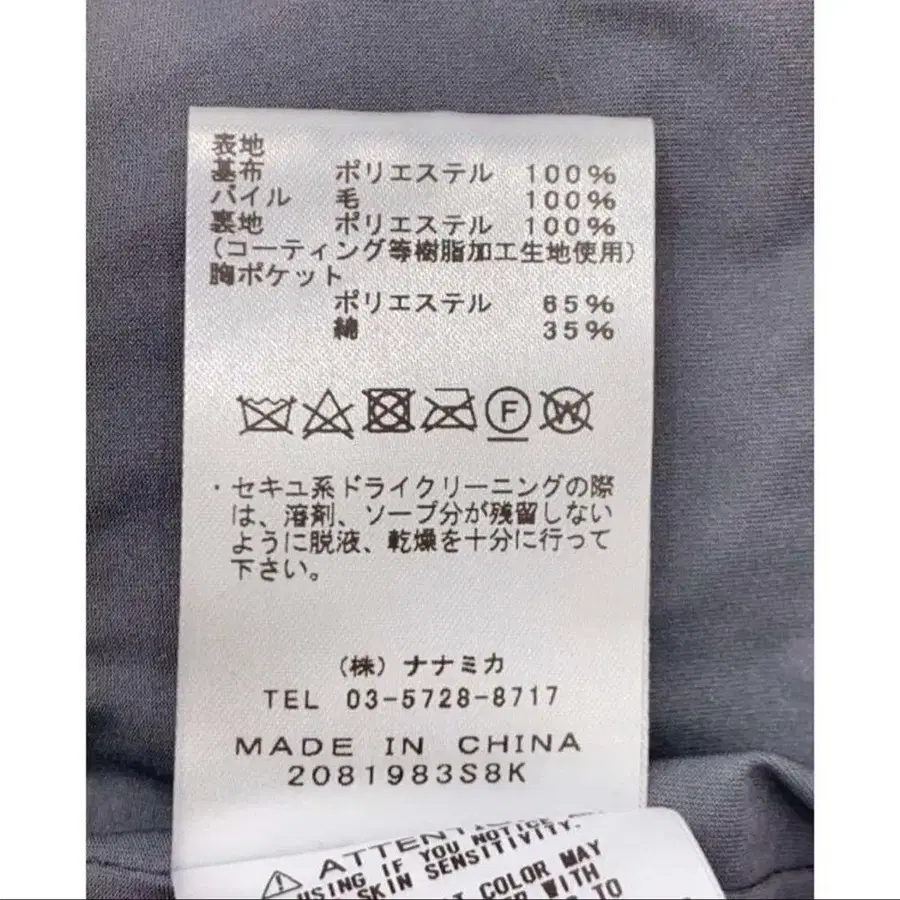 表地
基布 ポリエステル 100%
パイル 毛 100%
裏地 ポリエステル 100%
(コーティング等樹脂加工生地使用)
胸ポケット
ポリエステル 65%
綿 35%
F W
・セキユ系ドライクリーニングの際
は、溶剤、ソープ分が残留しない
ように脱液、乾燥を十分に行って
下さい。
(株) ナナミカ
TEL 03-5728-8717
MADE IN CHINA
2081983S8K
USING IF YOU NOTICE
SKIN SENSITIVITY.
COLOR MAY
WITH
TO